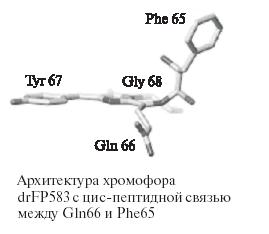 Phe 65
Tyr 67
Gly 68
Gln 66
Архитектура хромофора
drFP583 с цис-пептидной связью
между Gln66 и Phe65